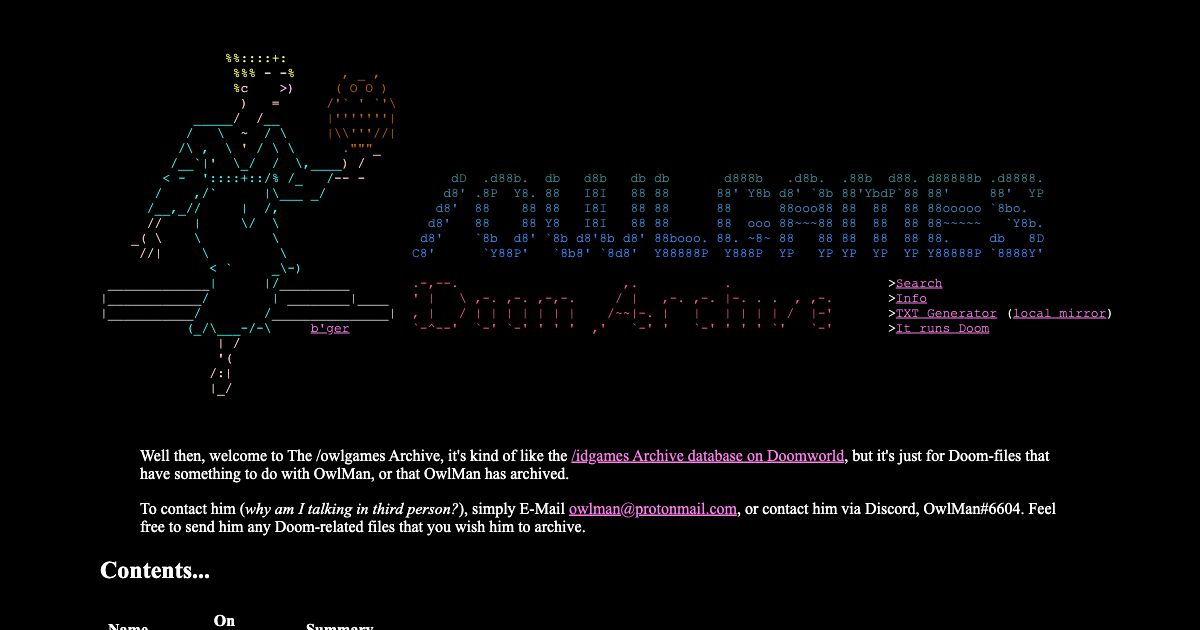 /OWLGAMES
Doom Archive
>Search
>Info
>TXT Generator (local mirror)
>It runs Doom
b'ger
Well then, welcome to The /owlgames Archive, it's kind of like the /idgames Archive database on Doomworld, but it's just for Doom-files that
have something to do with OwlMan, or that OwlMan has archived.
To contact him (why am I talking in third person?), simply E-Mail owlman@protonmail.com, or contact him via Discord, OwlMan#6604. Feel
free to send him any Doom-related files that you wish him to archive.
Contents...
Name On Summary